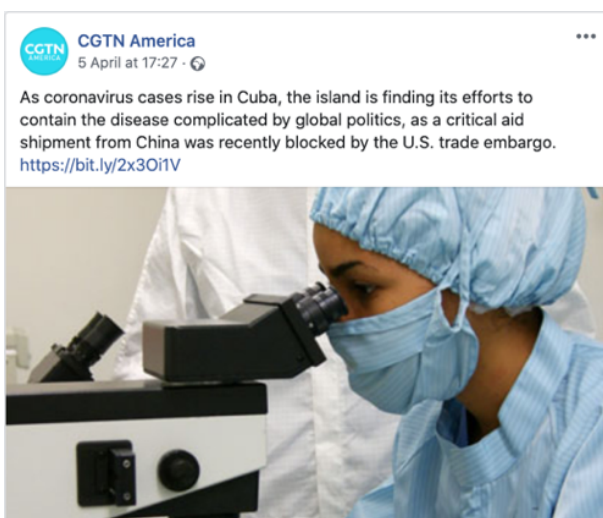 CGTN
AMERICA
CGTN America
5 April at 17:27 ·
As coronavirus cases rise in Cuba, the island is finding its efforts to
contain the disease complicated by global politics, as a critical aid
shipment from China was recently blocked by the U.S. trade embargo.
https://bit.ly/2x3Oi1V